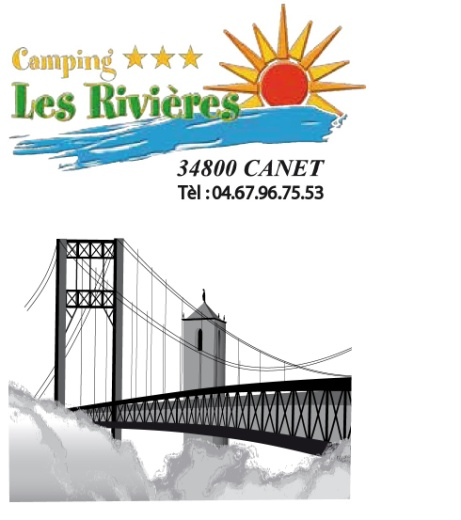 Camping
Les Rivières
34800 CANET
Tèl : 04.67.96.75.53